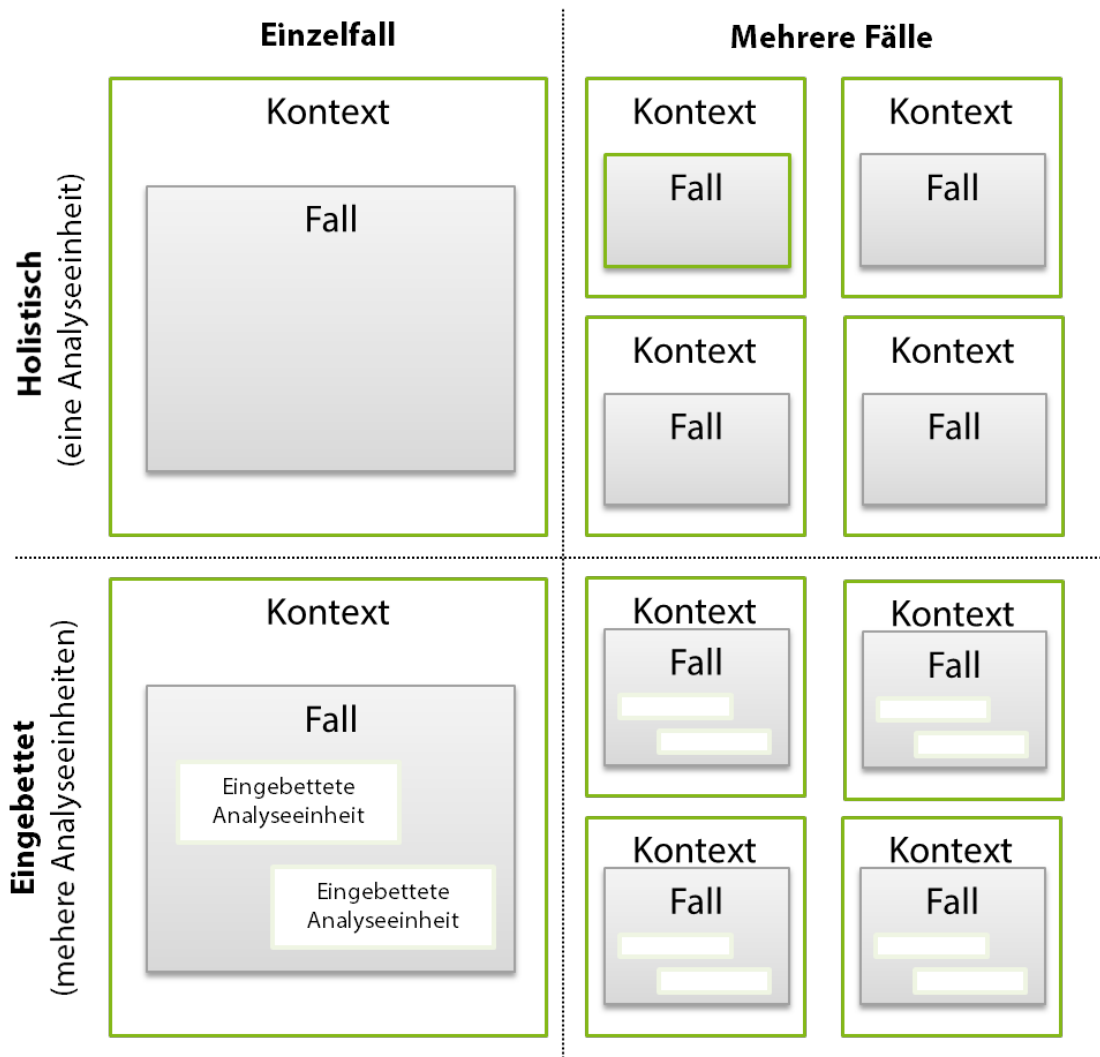 Einzelfall
Mehrere Fälle
Holistisch
(eine Analyseeinheit)
Kontext
Fall
Kontext
Fall
Kontext
Fall
Kontext
Fall
Kontext
Fall
Eingebettet
(mehere Analyseeinheiten)
Kontext
Fall
Eingebettete
Analyseeinheit
Eingebettete
Analyseeinheit
Kontext
Fall
Kontext
Fall
Kontext
Fall
Kontext
Fall